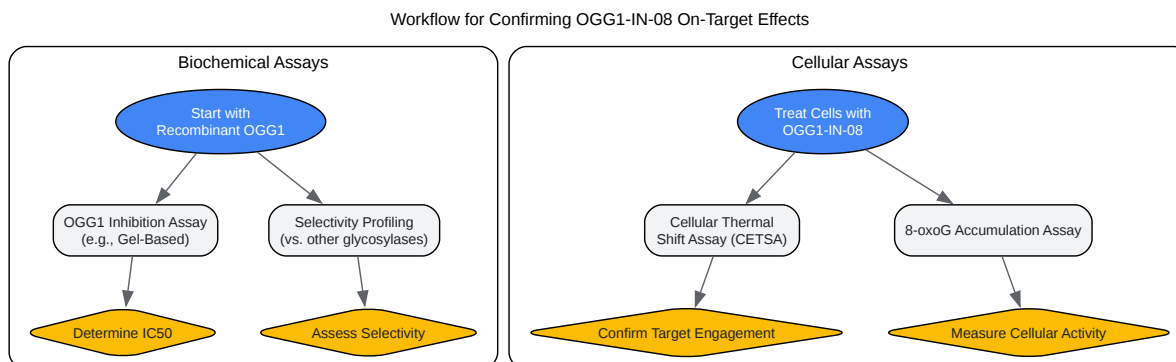 Workflow for Confirming OGG1-IN-08 On-Target Effects
Biochemical Assays
Start with
Recombinant OGG1
OGG1 Inhibition Assay
(e.g., Gel-Based)
Selectivity Profiling
(vs. other glycosylases)
Determine IC50
Assess Selectivity
Cellular Assays
Treat Cells with
OGG1-IN-08
Cellular Thermal
Shift Assay (CETSA)
8-oxoG Accumulation Assay
Confirm Target Engagement
Measure Cellular Activity